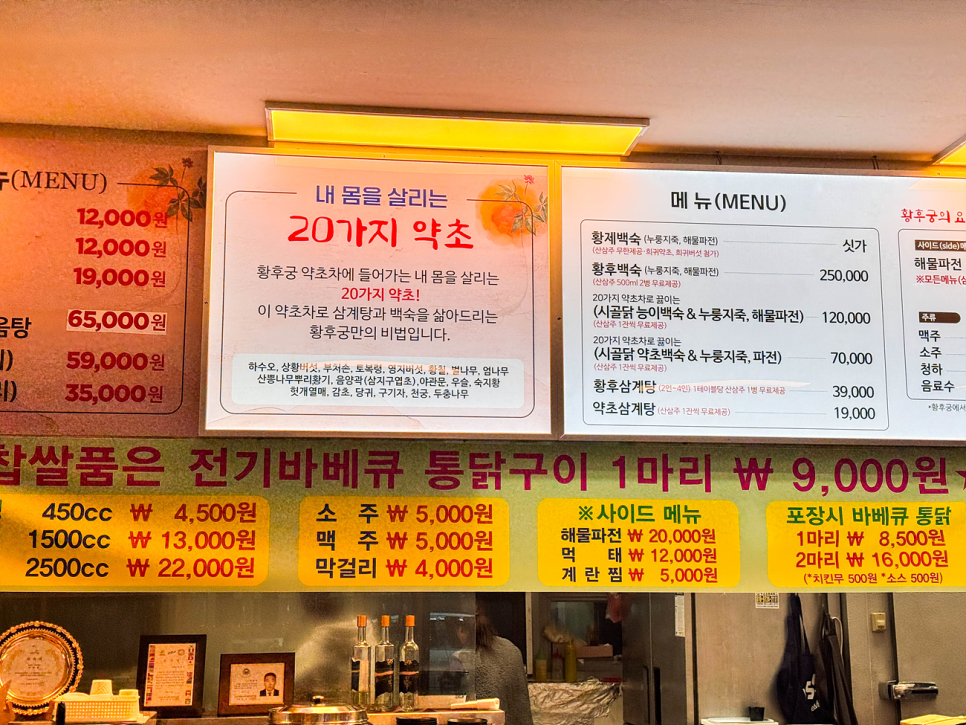 뉴(MENU)
12,000원
12,000원
19,000원
음탕 65,000원
59,000원
35,000원
내 몸을 살리는
20가지 약초
황후궁 약초차에 들어가는 내 몸을 살리는
20가지 약초!
이 약초차로 삼계탕과 백숙을 삶아드리는
황후궁만의 비법입니다.
하수오, 상황버섯, 부처손, 토복령, 영지버섯, 황칠, 벌나무, 엄나무
산뽕나무뿌리황기, 음양곽(삼지구엽초),야관문, 우슬, 숙지황
헛개열매, 감초, 당귀, 구기자, 천궁, 두충나무
메뉴(MENU)
황제백숙 (누룽지죽, 해물파전) 싯가
(산삼주 무한제공·희귀약초, 희귀버섯 첨가)
황후백숙 (누룽지죽, 해물파전) 250,000
(산삼주 500ml 2병 무료제공)
20가지 약초차로 끓이는
(시골닭 능이백숙 & 누룽지죽, 해물파전) 120,000
(산삼주 1잔씩 무료제공)
20가지 약초차로 끓이는
(시골닭 약초백숙 & 누룽지죽, 파전) 70,000
(산삼주 1잔씩 무료제공)
황후삼계탕 (2인~4인) 1테이블당 산삼주 1병 무료제공 39,000
약초삼계탕 (산삼주 1잔씩 무료제공) 19,000
황후궁의 요
사이드(side)메
해물파전
※모든메뉴(
주류
맥주
소주
청하
음료수
*황후궁에서
찹쌀품은 전기바베큐 통닭구이 1마리 ₩ 9,000원
450cc ₩ 4,500원
1500cc ₩ 13,000원
2500cc ₩ 22,000원
소 주 ₩ 5,000원
맥 주 ₩ 5,000원
막걸리 ₩ 4,000원
※사이드 메뉴
해물파전 ₩ 20,000원
먹 태 ₩ 12,000원
계 란 찜 ₩ 5,000원
포장시 바베큐 통닭
1마리 ₩ 8,500원
2마리 ₩ 16,000원
(*치킨무 500원 *소스 500원)